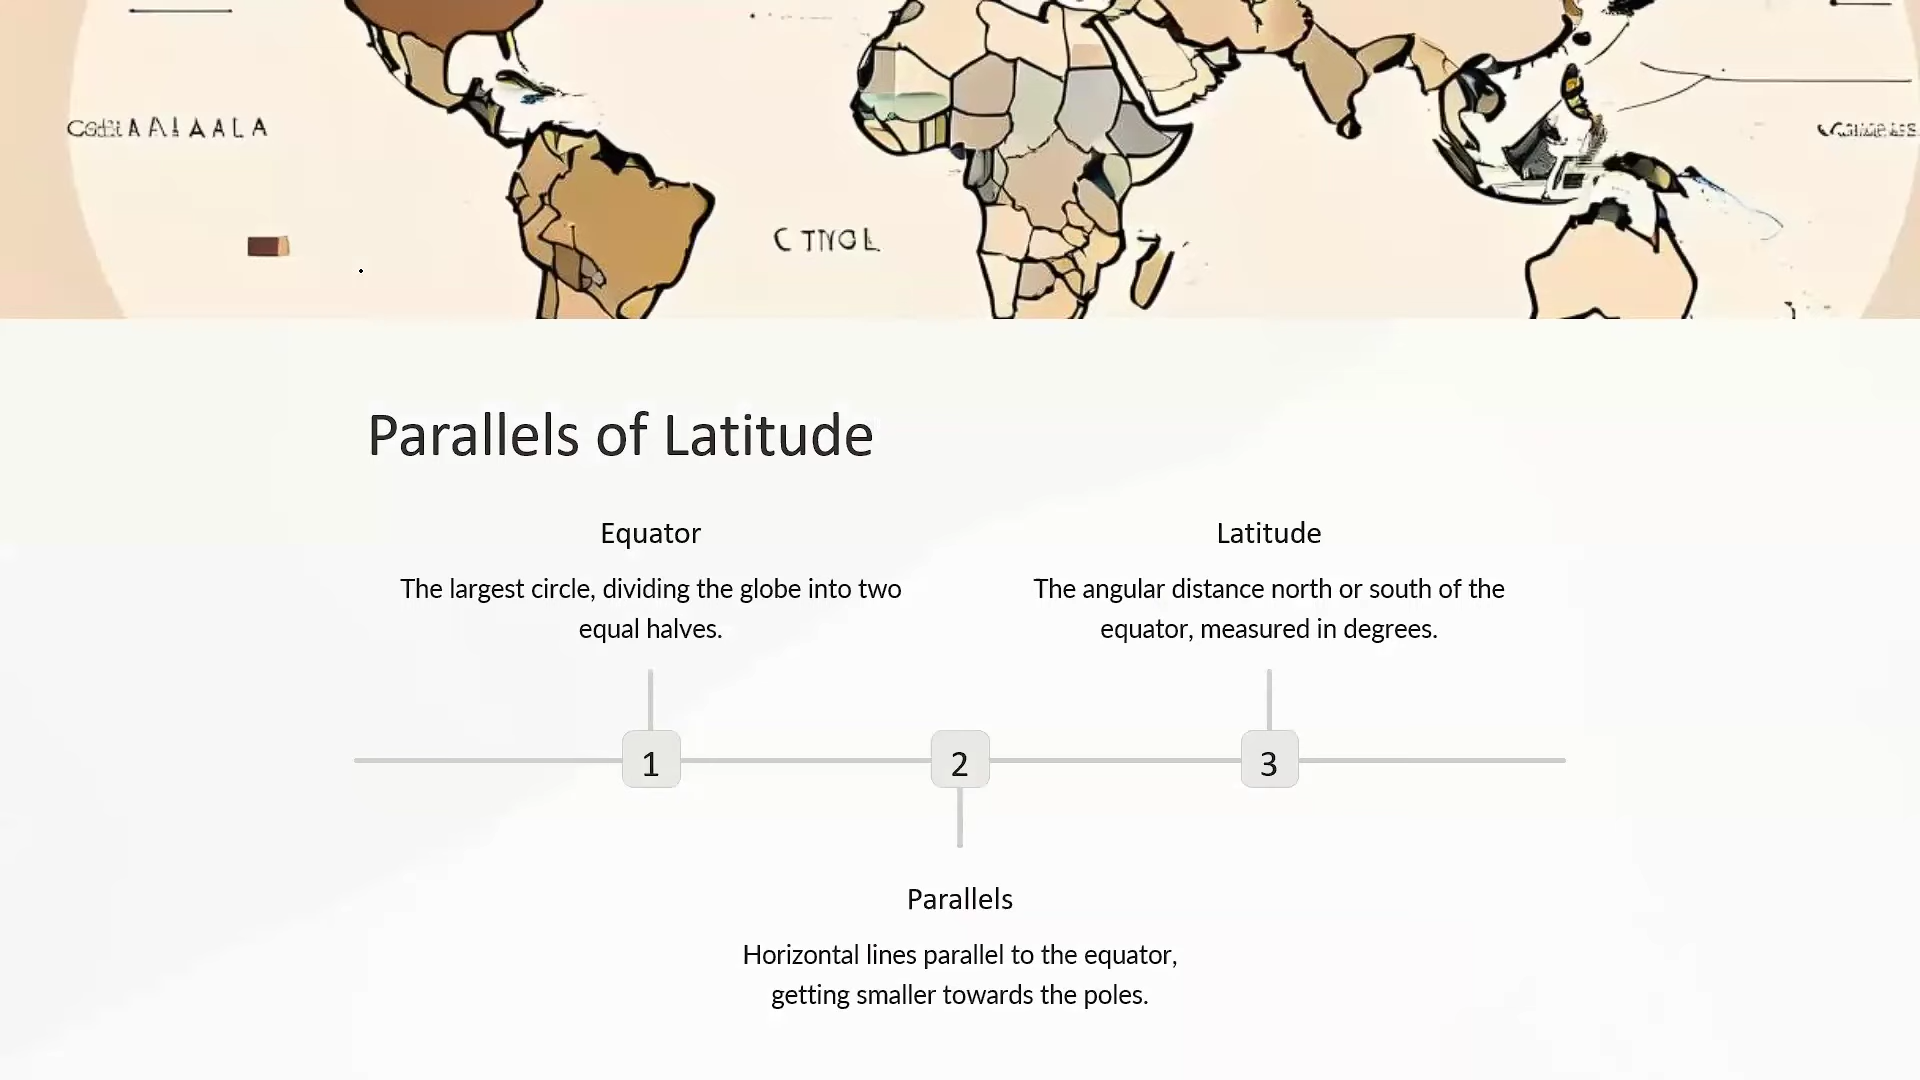 Parallels of Latitude
Equator
The largest circle, dividing the globe into two
equal halves.
Latitude
The angular distance north or south of the
equator, measured in degrees.
1
2
3
Parallels
Horizontal lines parallel to the equator,
getting smaller towards the poles.